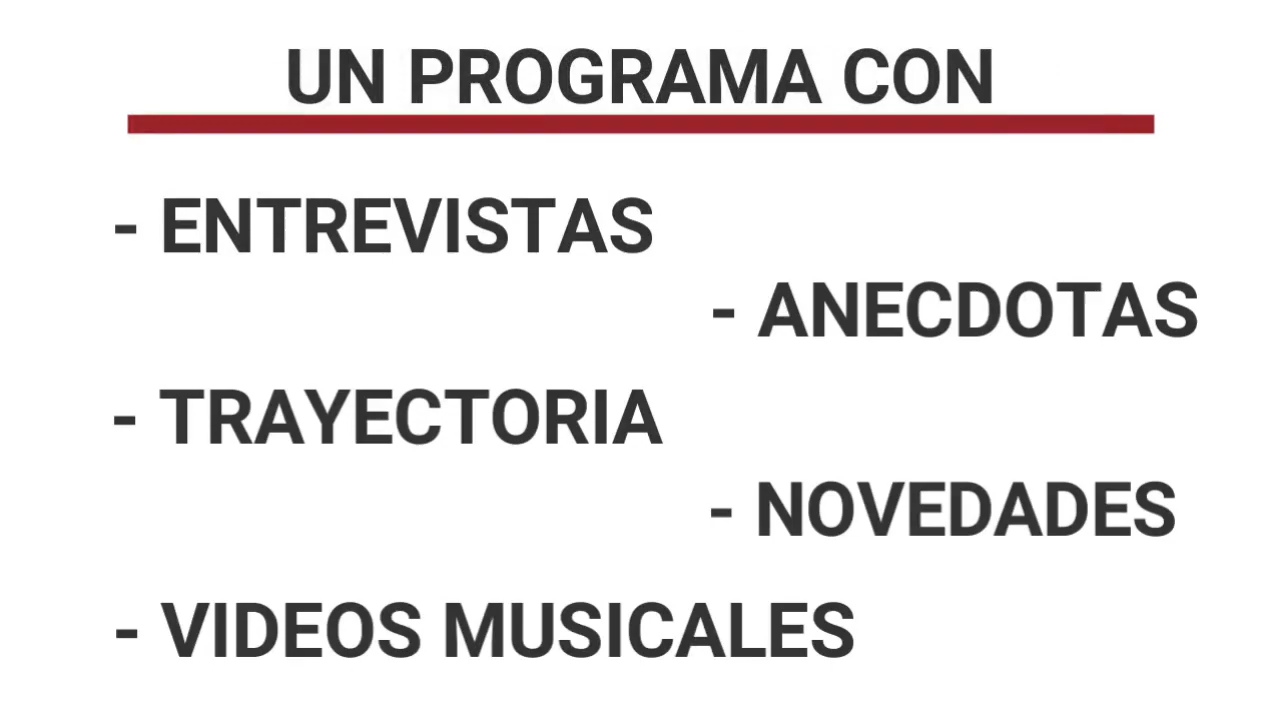 UN PROGRAMA CON
- ENTREVISTAS
- ANECDOTAS
- TRAYECTORIA
- NOVEDADES
- VIDEOS MUSICALES